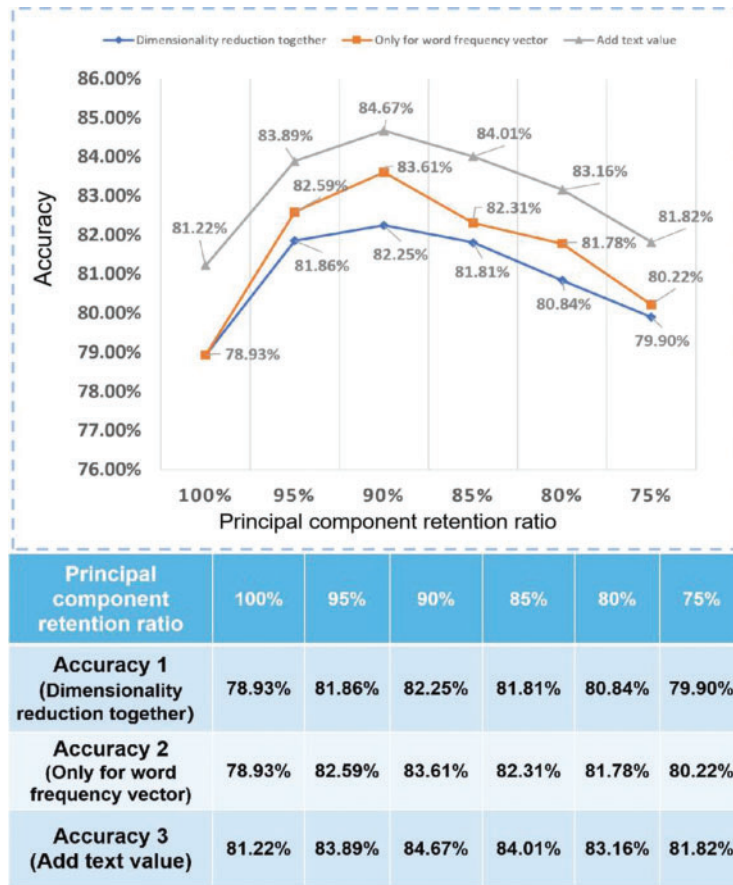 Dimensionality reduction together Only for word frequency vector Add text value
86.00%
85.00%
84.00%
83.00%
82.00%
81.00%
80.00%
79.00%
78.00%
77.00%
76.00%
Accuracy
84.67%
83.89%
84.01%
83.61%
83.16%
82.59%
82.31%
81.22%
81.78%
81.82%
81.86%
82.25%
81.81%
80.84%
80.22%
79.90%
78.93%
100% 95% 90% 85% 80% 75%
Principal component retention ratio
Principal
component
retention ratio
100% 95% 90% 85% 80% 75%
Accuracy 1
(Dimensionality
reduction together)
78.93% 81.86% 82.25% 81.81% 80.84% 79.90%
Accuracy 2
(Only for word
frequency vector)
78.93% 82.59% 83.61% 82.31% 81.78% 80.22%
Accuracy 3
(Add text value)
81.22% 83.89% 84.67% 84.01% 83.16% 81.82%